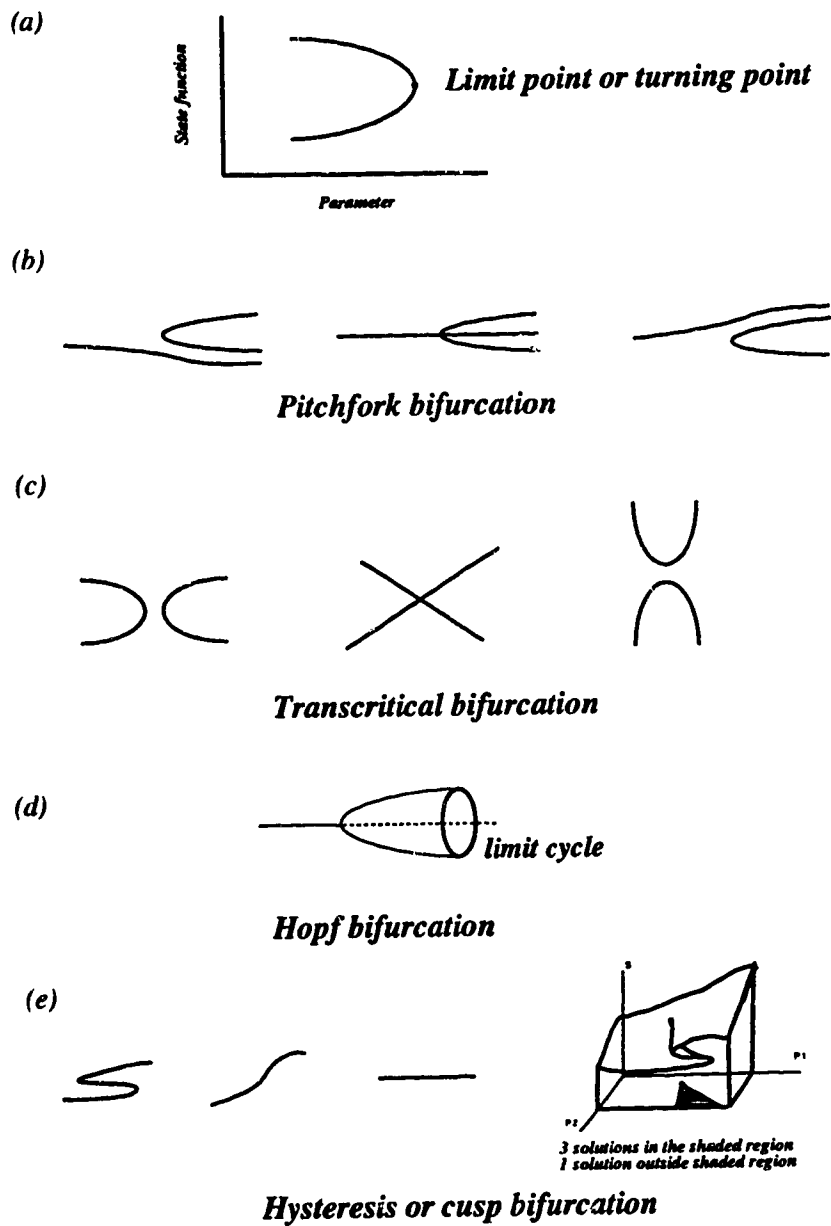 (a)
State function
Limit point or turning point
Parameter
(b)
Pitchfork bifurcation
(c)
Transcritical bifurcation
(d)
limit cycle
Hopf bifurcation
(e)
S
P1
P2
3 solutions in the shaded region
1 solution outside shaded region
Hysteresis or cusp bifurcation